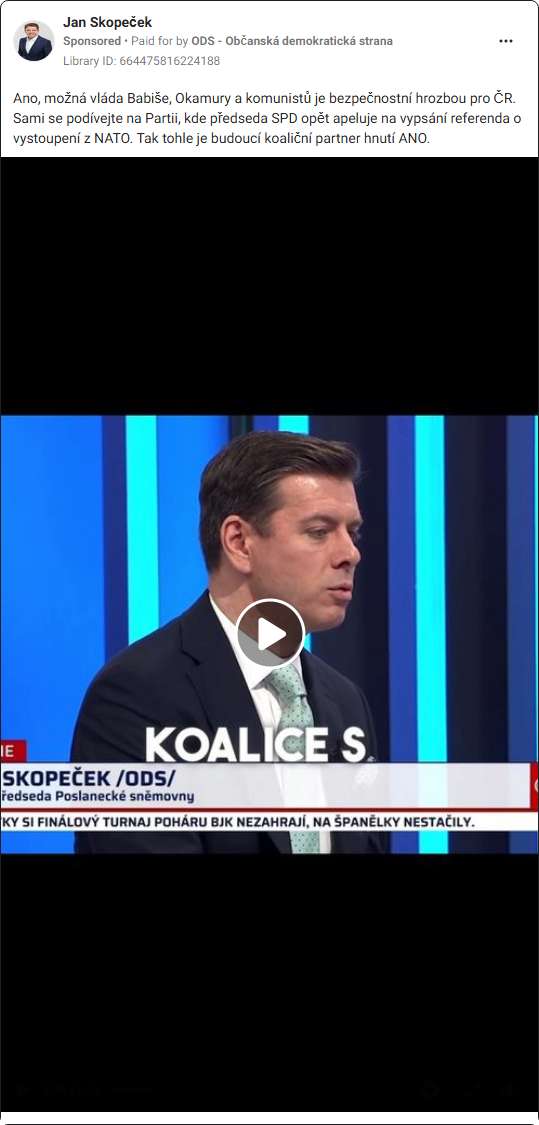 Jan Skopeček
Sponsored • Paid for by ODS - Občanská demokratická strana
Library ID: 664475816224188
Ano, možná vláda Babiše, Okamury a komunistů je bezpečnostní hrozbou pro ČR.
Sami se podívejte na Partii, kde předseda SPD opět apeluje na vypsání referenda o
vystoupení z NATO. Tak tohle je budoucí koaliční partner hnutí ANO.
KOALICE S
IE
SKOPEČEK /ODS/
ředseda Poslanecké sněmovny
KY SI FINÁLOVÝ TURNAJ POHÁRU BJK NEZAHRAJÍ, NA ŠPANĚLKY NESTAČILY.